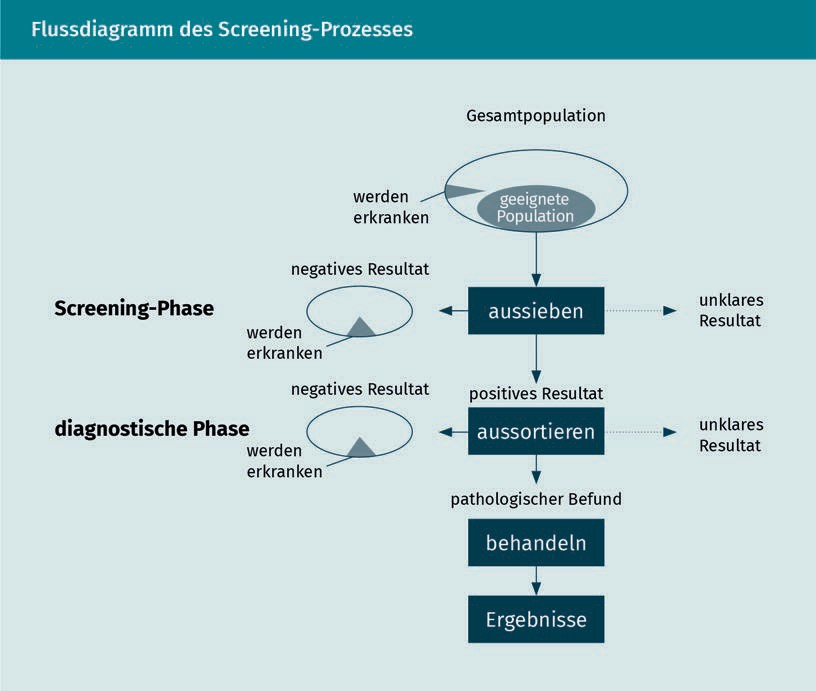 Flussdiagramm des Screening-Prozesses
Gesamtpopulation
werden
erkranken
geeignete
Population
negatives Resultat
Screening-Phase
aussieben
unklares
Resultat
werden
erkranken
positives Resultat
negatives Resultat
diagnostische Phase
aussortieren
unklares
Resultat
werden
erkranken
pathologischer Befund
behandeln
Ergebnisse